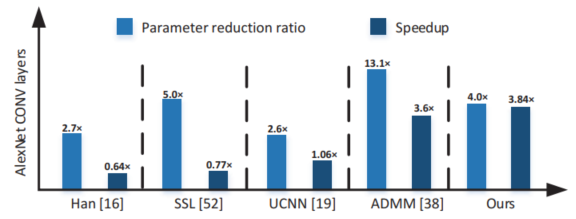 Parameter reduction ratio
Speedup
AlexNet CONV layers
2.7×
0.64×
5.0×
0.77×
2.6×
1.06×
13.1×
3.6×
4.0×
3.84×
Han [16]
SSL [52]
UCNN [19]
ADMM [38]
Ours